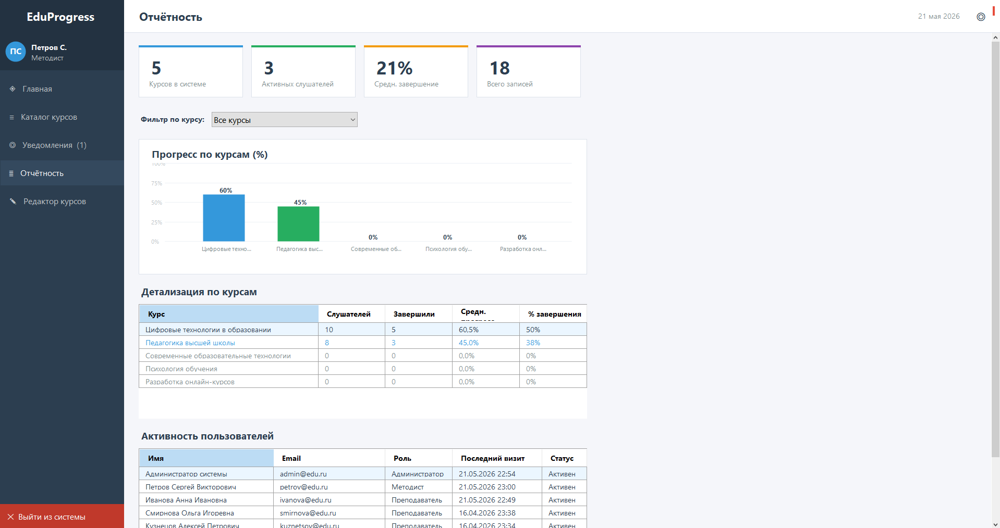 EduProgress
ПС
Петров С.
Методист
Главная
Каталог курсов
Уведомления (1)
Отчётность
Редактор курсов
Выйти из системы
Отчётность
21 мая 2026
5
Курсов в системе
3
Активных слушателей
21%
Средн. завершение
18
Всего записей
Фильтр по курсу: Все курсы
Прогресс по курсам (%)
100%
75%
50%
25%
0%
60%
45%
0%
0%
0%
Цифровые техно...
Педагогика выс...
Современные об...
Психология обу...
Разработка онл...
Детализация по курсам
Курс Слушателей Завершили Средн. % завершения
Цифровые технологии в образовании 10 5 60,5% 50%
Педагогика высшей школы 8 3 45,0% 38%
Современные образовательные технологии 0 0 0,0% 0%
Психология обучения 0 0 0,0% 0%
Разработка онлайн-курсов 0 0 0,0% 0%
Активность пользователей
Имя Email Роль Последний визит Статус
Администратор системы admin@edu.ru Администратор 21.05.2026 22:54 Активен
Петров Сергей Викторович petrov@edu.ru Методист 21.05.2026 23:00 Активен
Иванова Анна Ивановна ivanova@edu.ru Преподаватель 21.05.2026 22:49 Активен
Смирнова Ольга Игоревна smirnova@edu.ru Преподаватель 16.04.2026 23:38 Активен
Кузнецов Алексей Петрович kuznetsov@edu.ru Преподаватель 16.04.2026 23:34 Активен